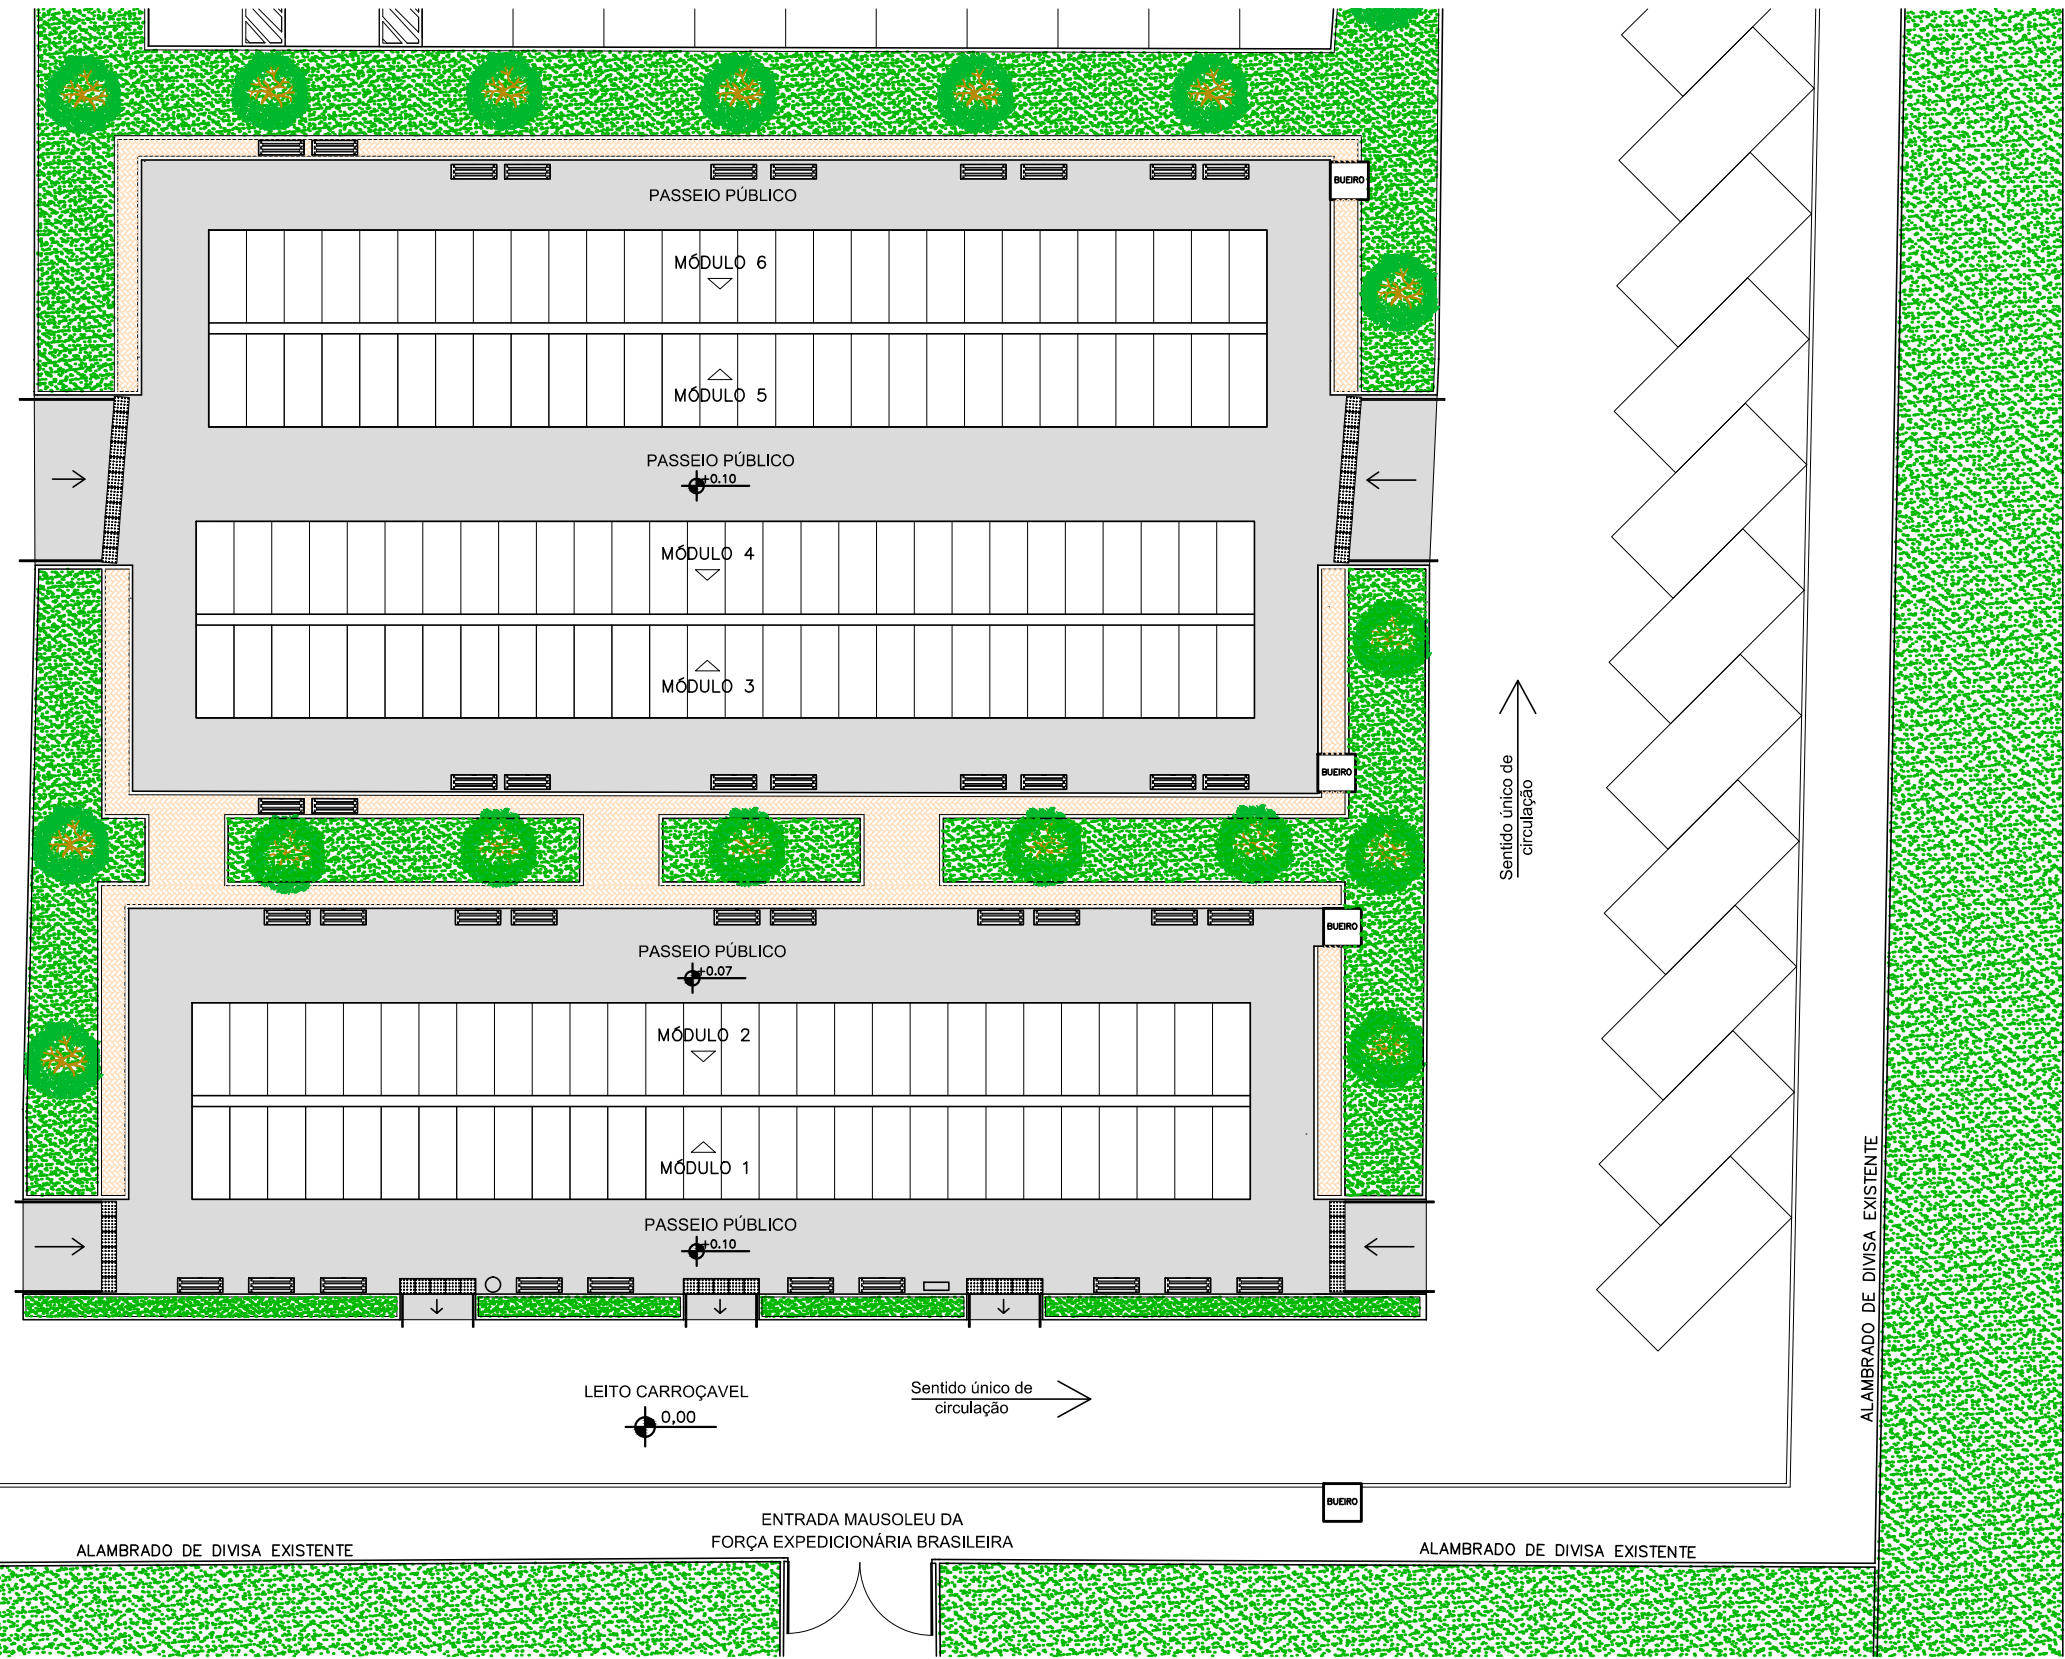 BUEIRO
PASSEIO PÚBLICO
MÓDULO 6
MÓDULO 5
PASSEIO PÚBLICO
+0.10
MÓDULO 4
MÓDULO 3
BUEIRO
Sentido único de
circulação
BUEIRO
PASSEIO PÚBLICO
+0.07
MÓDULO 2
MÓDULO 1
PASSEIO PÚBLICO
+0.10
ALAMBRADO DE DIVISA EXISTENTE
LEITO CARROÇAVEL
0,00
Sentido único de
circulação
BUEIRO
ENTRADA MAUSOLEU DA
FORÇA EXPEDICIONÁRIA BRASILEIRA
ALAMBRADO DE DIVISA EXISTENTE
ALAMBRADO DE DIVISA EXISTENTE